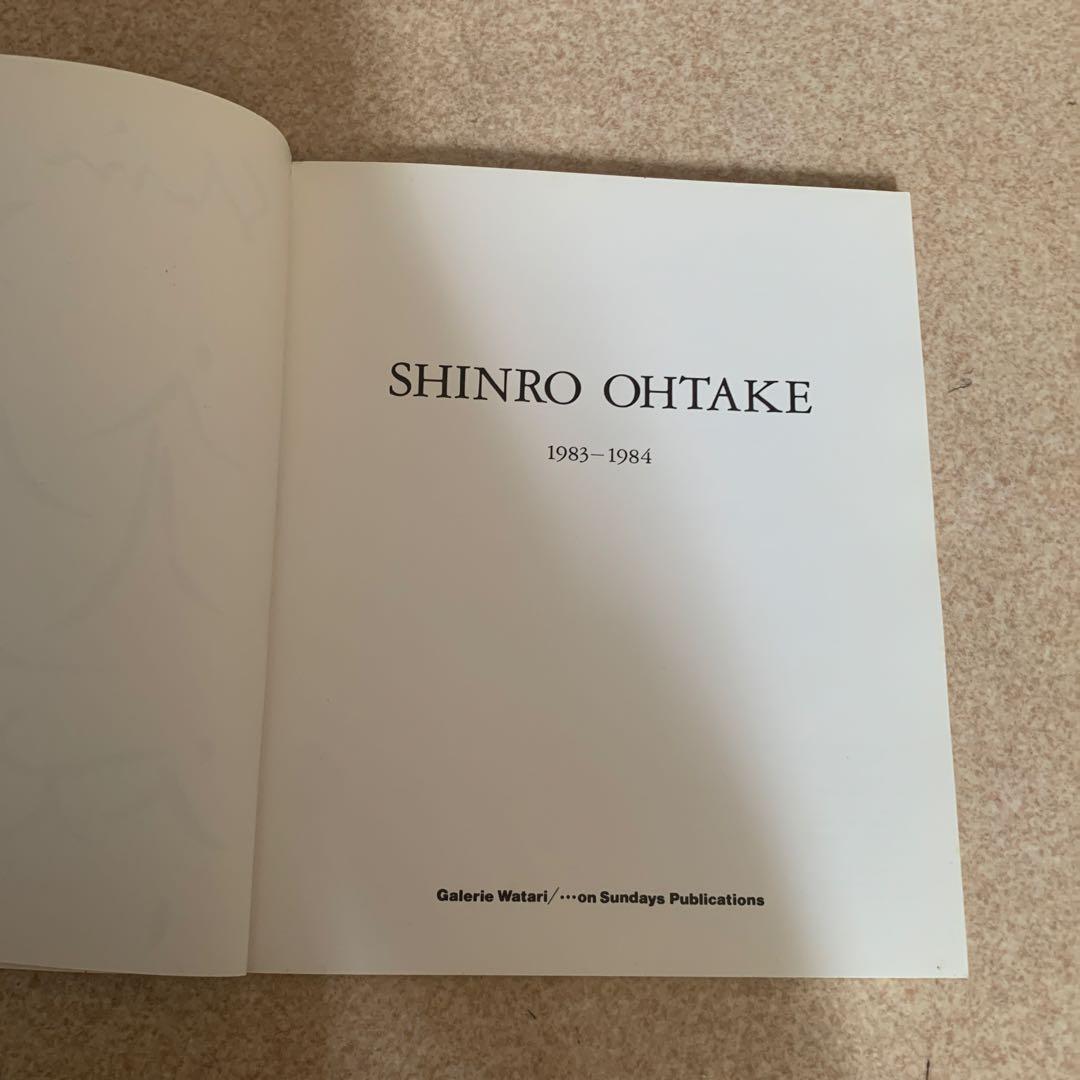 SHINRO OHTAKE
1983–1984
Galerie Watari/···on Sundays Publications